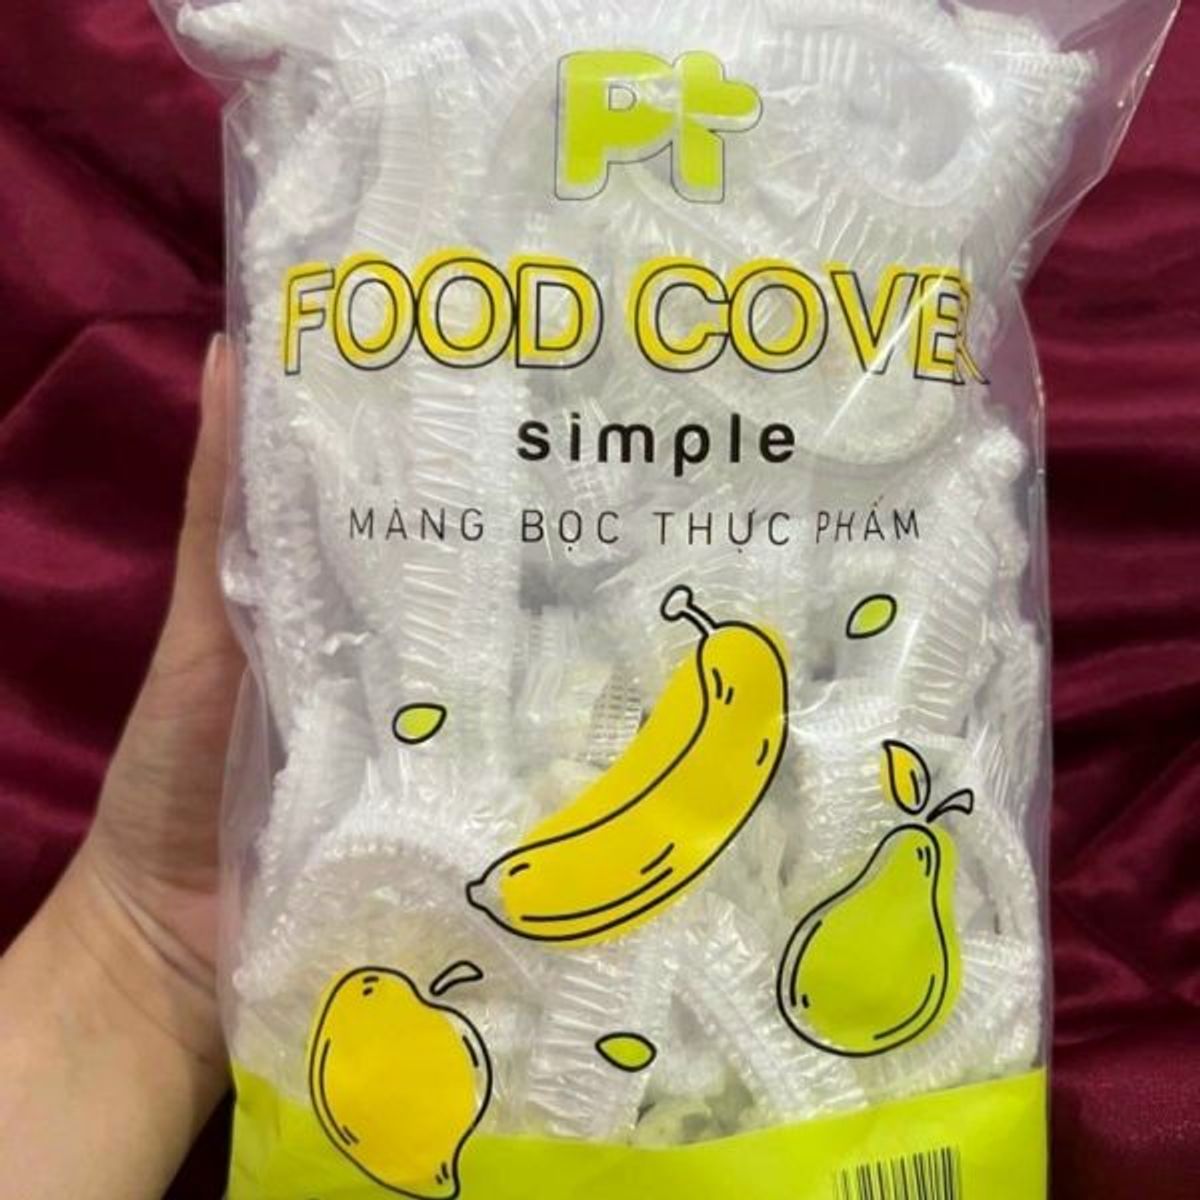 Pt
FOOD COVER
simple
MÀNG BỌC THỰC PHẨM